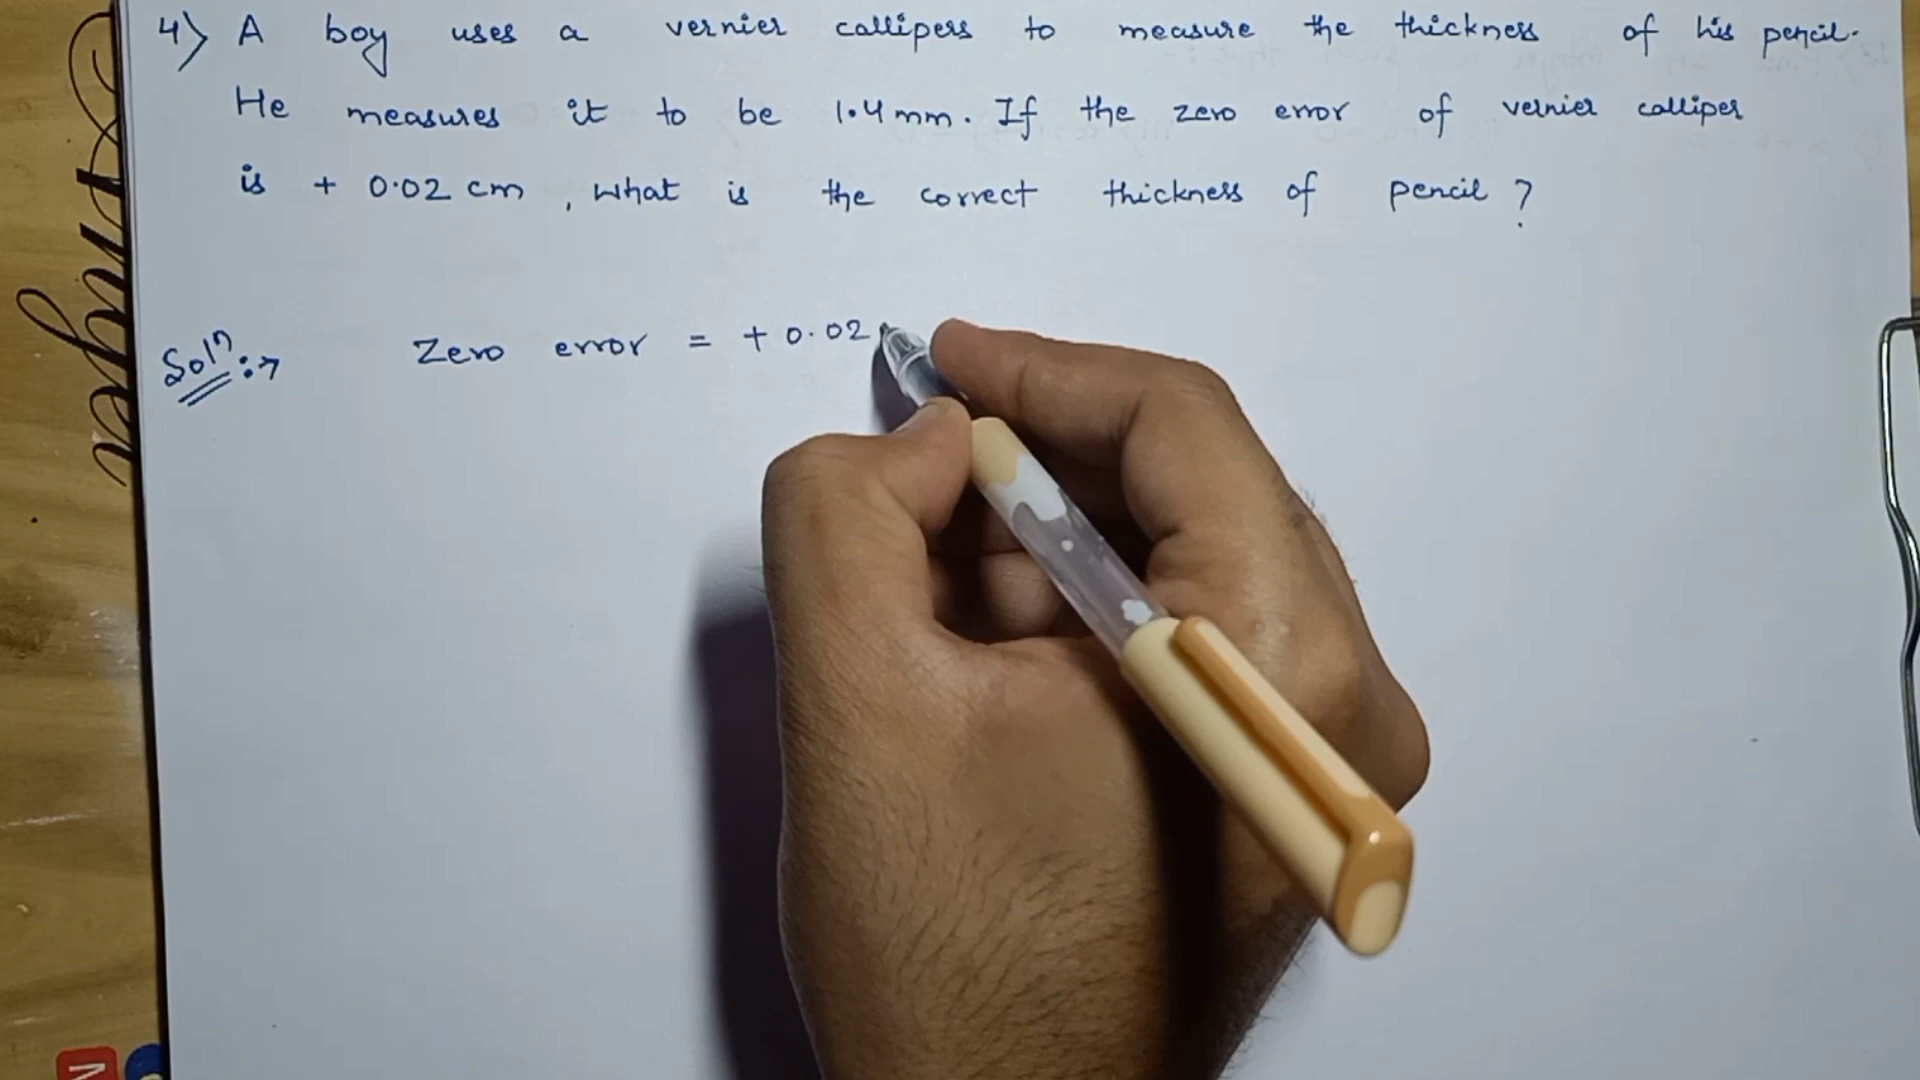 4) A boy uses a vernier callipers to measure the thickness of his pencil.
He measures it to be 1.4 mm. If the zero error of vernier calliper
is + 0.02 cm, what is the correct thickness of pencil ?
Soln :→ Zero error = + 0.02